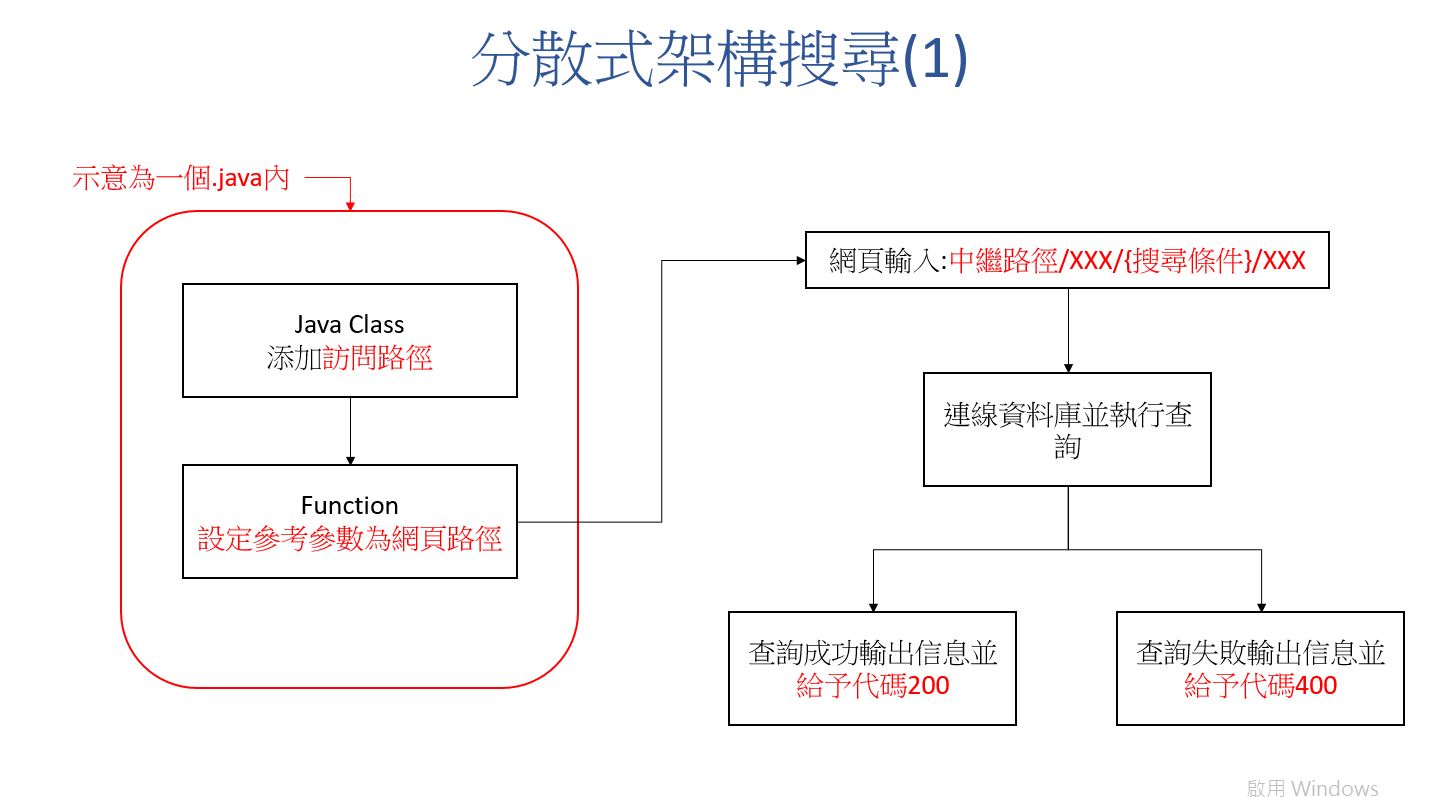 分散式架構搜尋(1)
示意為一個.java內
Java Class
添加訪問路徑
Function
設定參考參數為網頁路徑
網頁輸入:中繼路徑/XXX/{搜尋條件}/XXX
連線資料庫並執行查
詢
查詢成功輸出信息並
給予代碼200
查詢失敗輸出信息並
給予代碼400
啟用 Windows